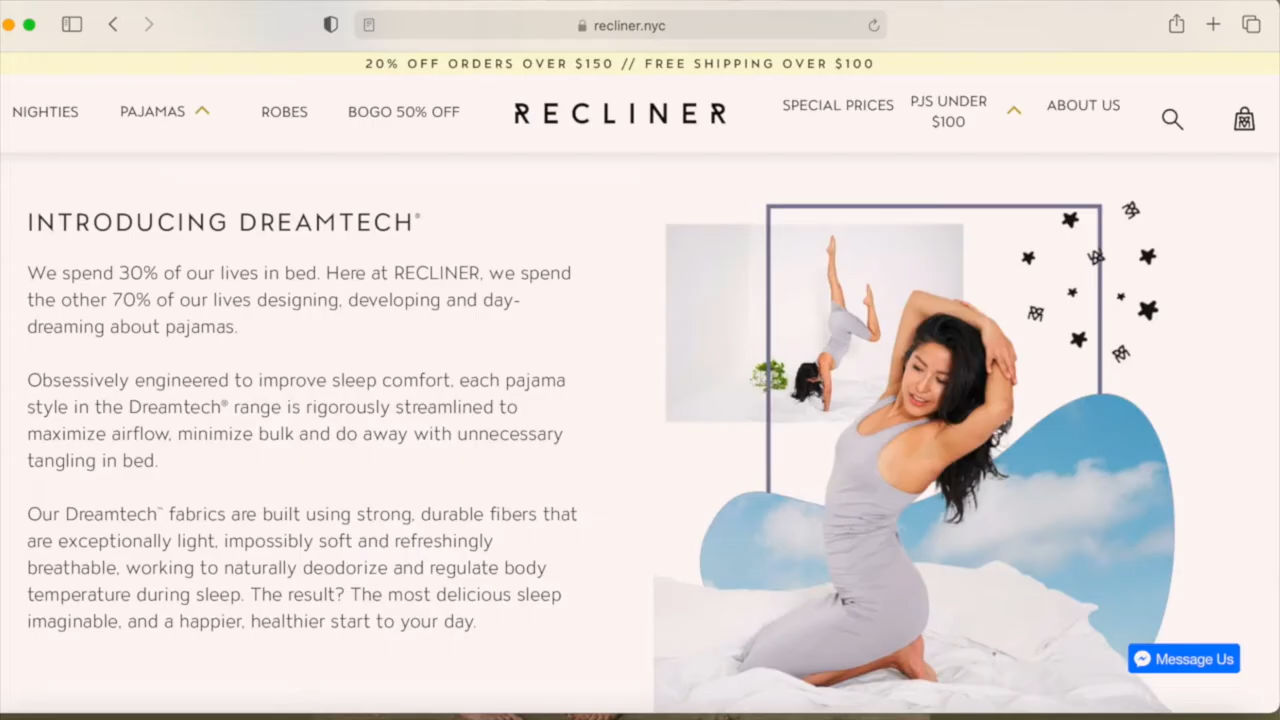 recliner.nyc
20% OFF ORDERS OVER $150 // FREE SHIPPING OVER $100
NIGHTIES
PAJAMAS
ROBES
BOGO 50% OFF
RECLINER
SPECIAL PRICES
PJS UNDER
$100
ABOUT US
INTRODUCING DREAMTECH®
We spend 30% of our lives in bed. Here at RECLINER, we spend
the other 70% of our lives designing, developing and day-
dreaming about pajamas.
Obsessively engineered to improve sleep comfort, each pajama
style in the Dreamtech® range is rigorously streamlined to
maximize airflow, minimize bulk and do away with unnecessary
tangling in bed.
Our Dreamtech™ fabrics are built using strong, durable fibers that
are exceptionally light, impossibly soft and refreshingly
breathable, working to naturally deodorize and regulate body
temperature during sleep. The result? The most delicious sleep
imaginable, and a happier, healthier start to your day.
Message Us